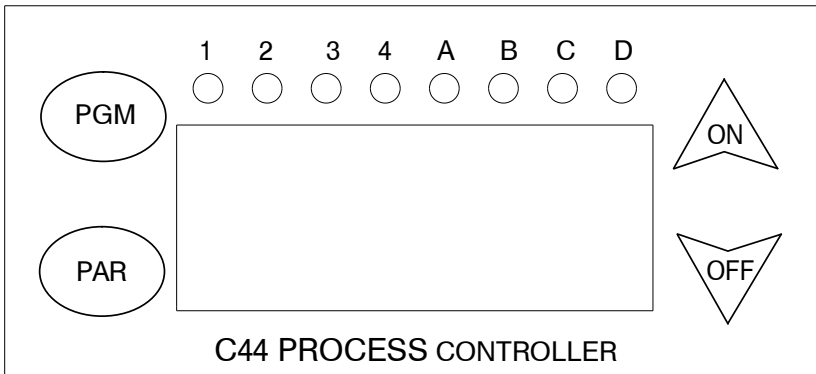 1 2 3 4 A B C D
PGM
ON
PAR
OFF
C44 PROCESS CONTROLLER